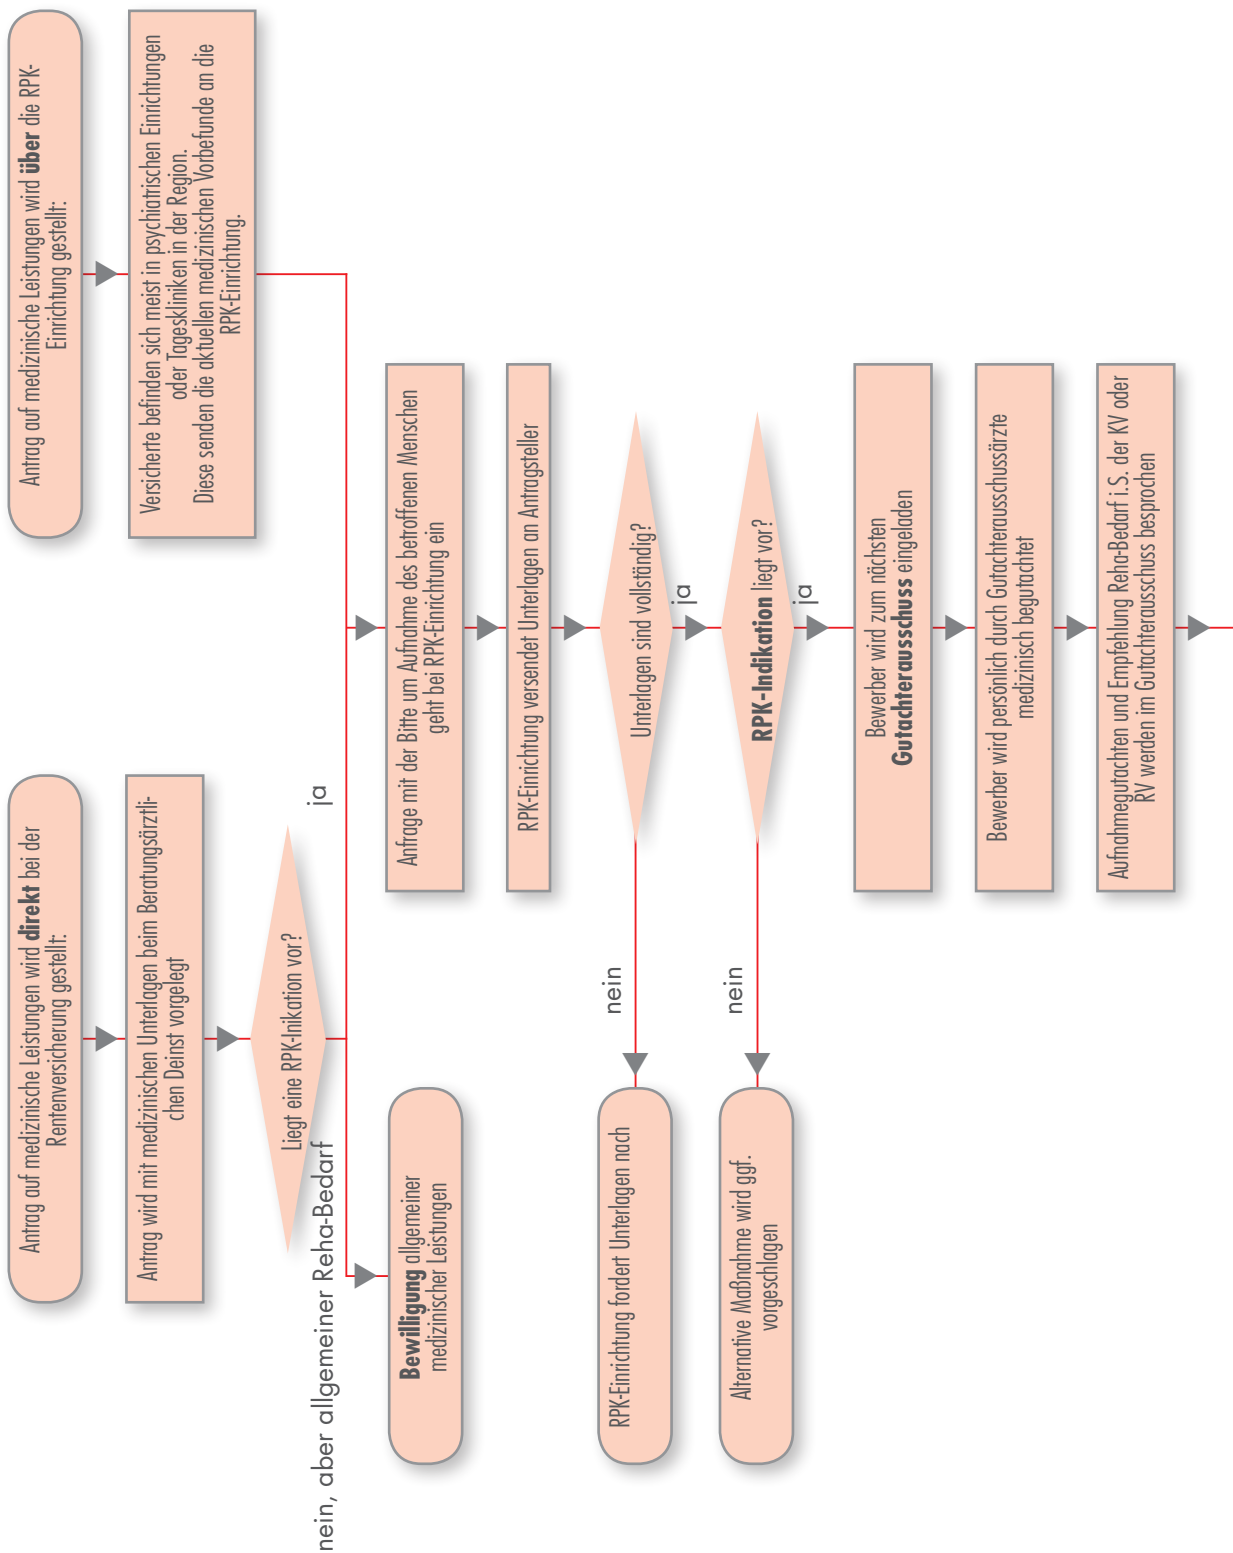 Antrag auf medizinische Leistungen wird direkt bei der
Rentenversicherung gestellt:
Antrag auf medizinische Leistungen wird über die RPK-
Einrichtung gestellt:
Antrag wird mit medizinischen Unterlagen beim Beratungsärztli-
chen Deinst vorgelegt
Versicherte befinden sich meist in psychiatrischen Einrichtungen
oder Tageskliniken in der Region.
Diese senden die aktuellen medizinischen Vorbefunde an die
RPK-Einrichtung.
Liegt eine RPK-Inikation vor?
nein, aber allgemeiner Reha-Bedarf
ja
Bewilligung allgemeiner
medizinischer Leistungen
Anfrage mit der Bitte um Aufnahme des betroffenen Menschen
geht bei RPK-Einrichtung ein
RPK-Einrichtung versendet Unterlagen an Antragsteller
RPK-Einrichtung fordert Unterlagen nach
nein
Unterlagen sind vollständig?
ja
Alternative Maßnahme wird ggf.
vorgeschlagen
nein
RPK-Indikation liegt vor?
ja
Bewerber wird zum nächsten
Gutachterausschuss eingeladen
Bewerber wird persönlich durch Gutachterausschussärzte
medizinisch begutachtet
Aufnahmegutachten und Empfehlung Reha-Bedarf i.S. der KV oder
RV werden im Gutachterausschuss besprochen